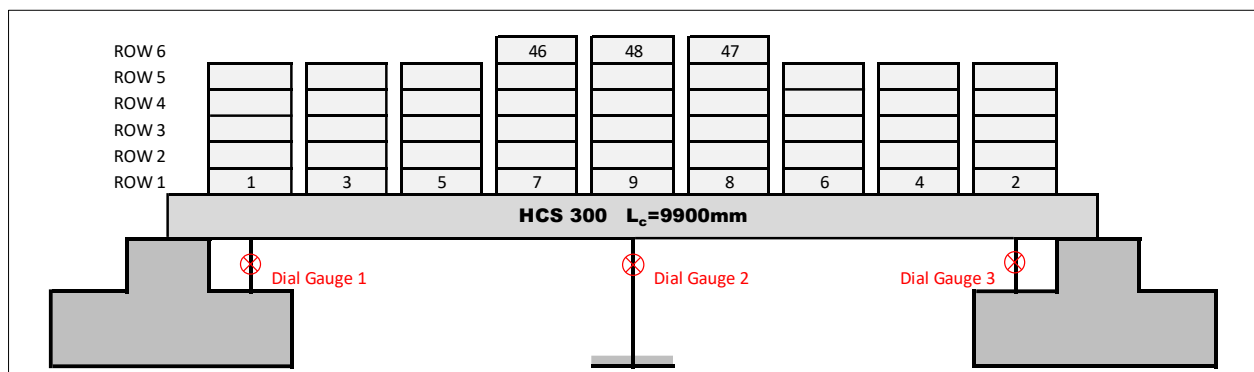 ROW 6 46 48 47
ROW 5
ROW 4
ROW 3
ROW 2
ROW 1 1 3 5 7 9 8 6 4 2
HCS 300 Lc=9900mm
Dial Gauge 1 Dial Gauge 2 Dial Gauge 3